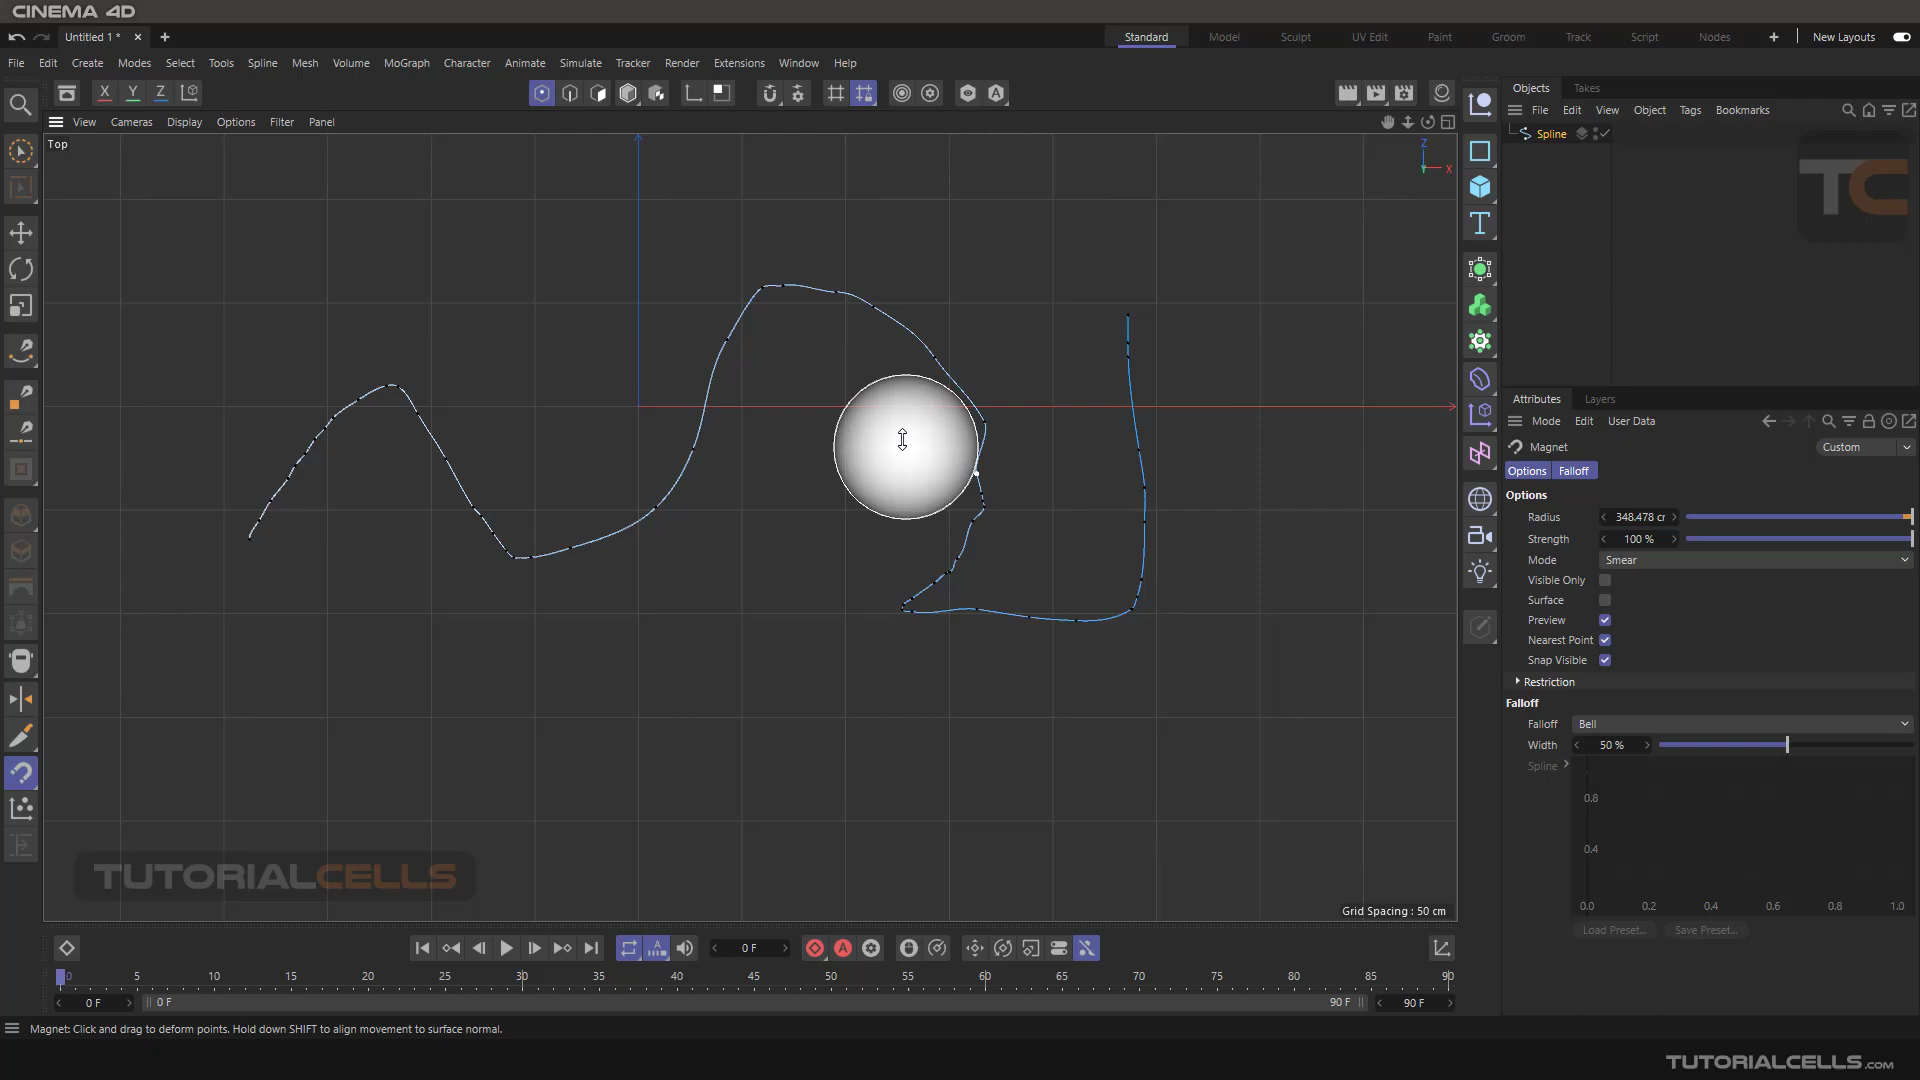 CINEMA 4D
Untitled 1 * × +
Standard Model Sculpt UV Edit Paint Groom Track Script Nodes + New Layouts
File Edit Create Modes Select Tools Spline Mesh Volume MoGraph Character Animate Simulate Tracker Render Extensions Window Help
X Y Z
A
View Cameras Display Options Filter Panel
Top
Z
Y X
Objects Takes
File Edit View Object Tags Bookmarks
Spline
TC
Attributes Layers
Mode Edit User Data
Magnet Custom
Options Falloff
Options
Radius 348.478 cr
Strength 100 %
Mode Smear
Visible Only
Surface
Preview
Nearest Point
Snap Visible
Restriction
Falloff
Falloff Bell
Width 50 %
Spline
0.8
0.4
0.0 0.2 0.4 0.6 0.8 1.0
Load Preset... Save Preset...
TUTORIALCELLS
Grid Spacing : 50 cm
A 0 F A
0 5 10 15 20 25 30 35 40 45 50 55 60 65 70 75 80 85 90
0 F 0 F 90 F 90 F
Magnet: Click and drag to deform points. Hold down SHIFT to align movement to surface normal.
TUTORIALCELLS.com